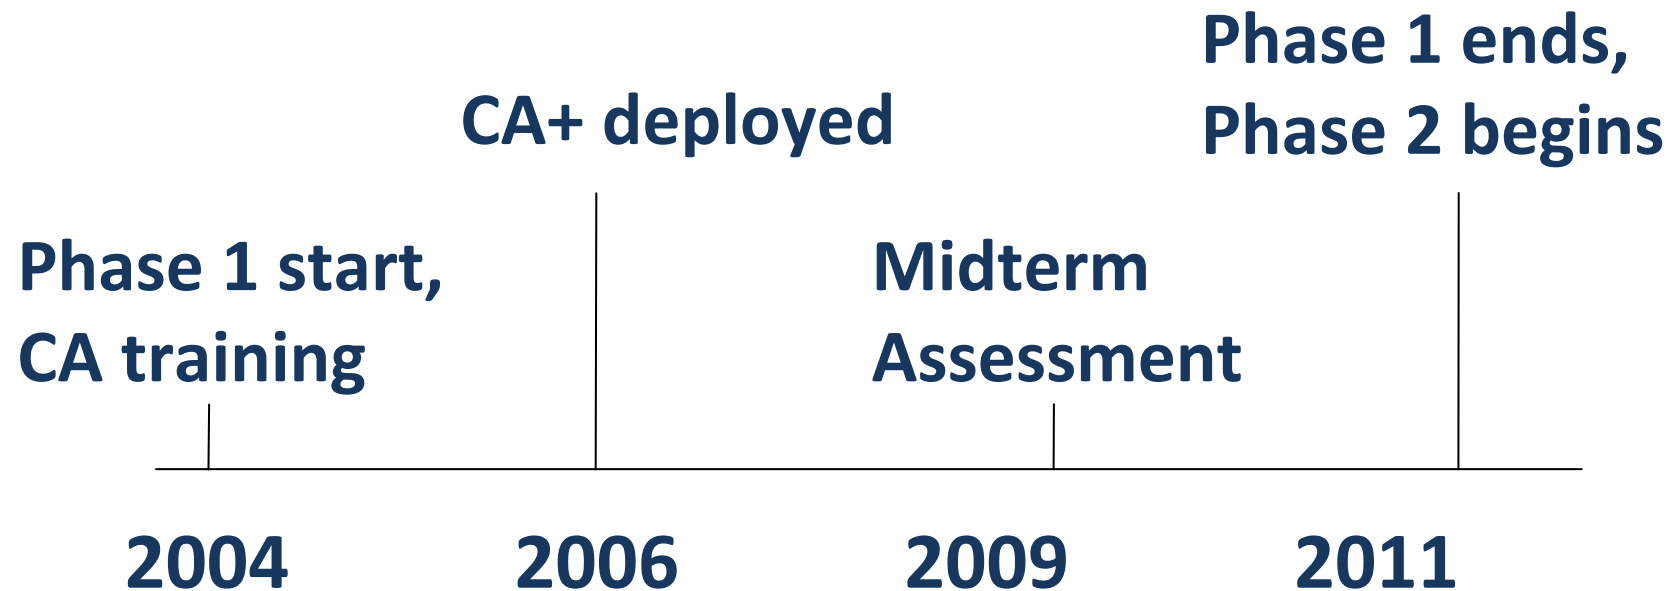 Phase 1 start,
CA training
CA+ deployed
Midterm
Assessment
Phase 1 ends,
Phase 2 begins
2004
2006
2009
2011